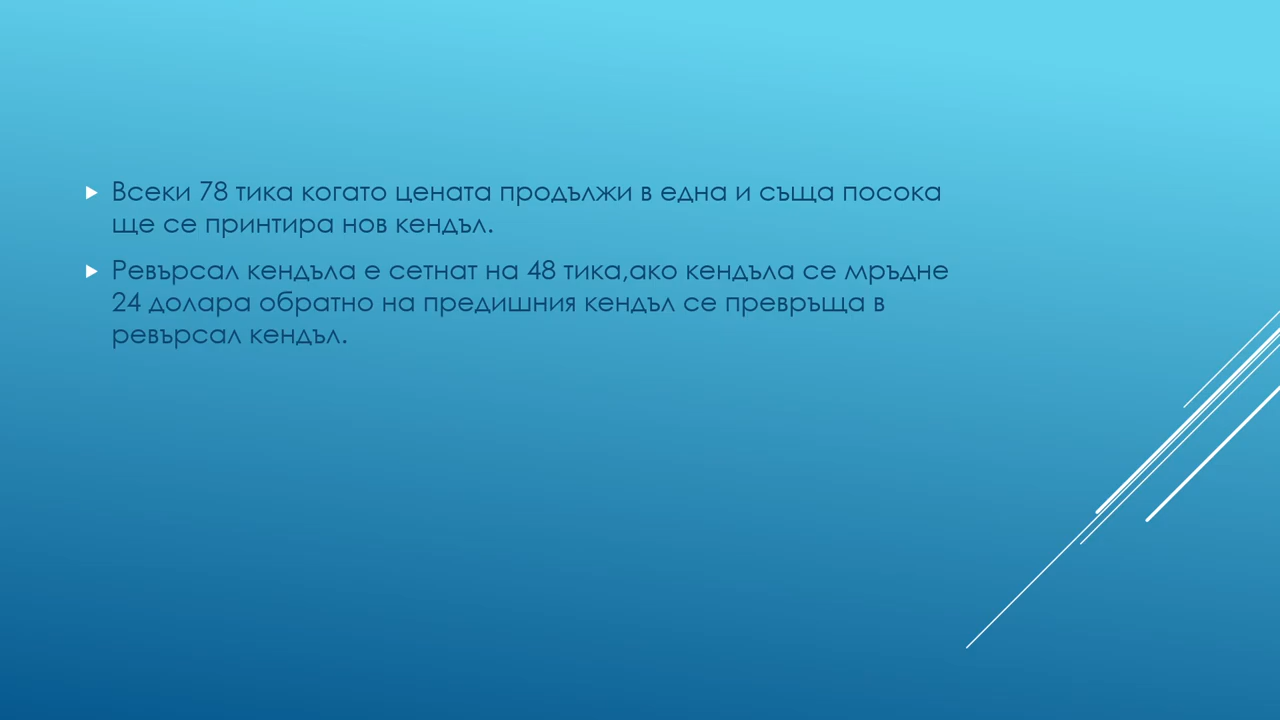 Всеки 78 тика когато цената продължи в една и съща посока
ще се принтира нов кендъл.
Ревърсал кендъла е сетнат на 48 тика,ако кендъла се мръдне
24 долара обратно на предишния кендъл се превръща в
ревърсал кендъл.